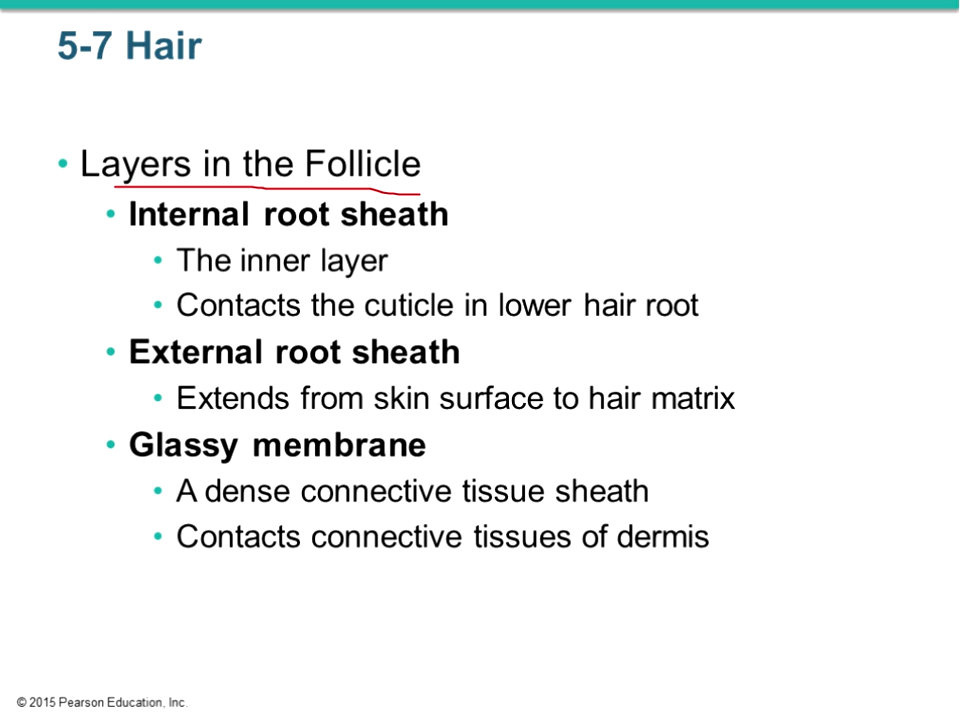 5-7 Hair
• Layers in the Follicle
• Internal root sheath
• The inner layer
• Contacts the cuticle in lower hair root
• External root sheath
• Extends from skin surface to hair matrix
• Glassy membrane
• A dense connective tissue sheath
• Contacts connective tissues of dermis
© 2015 Pearson Education, Inc.